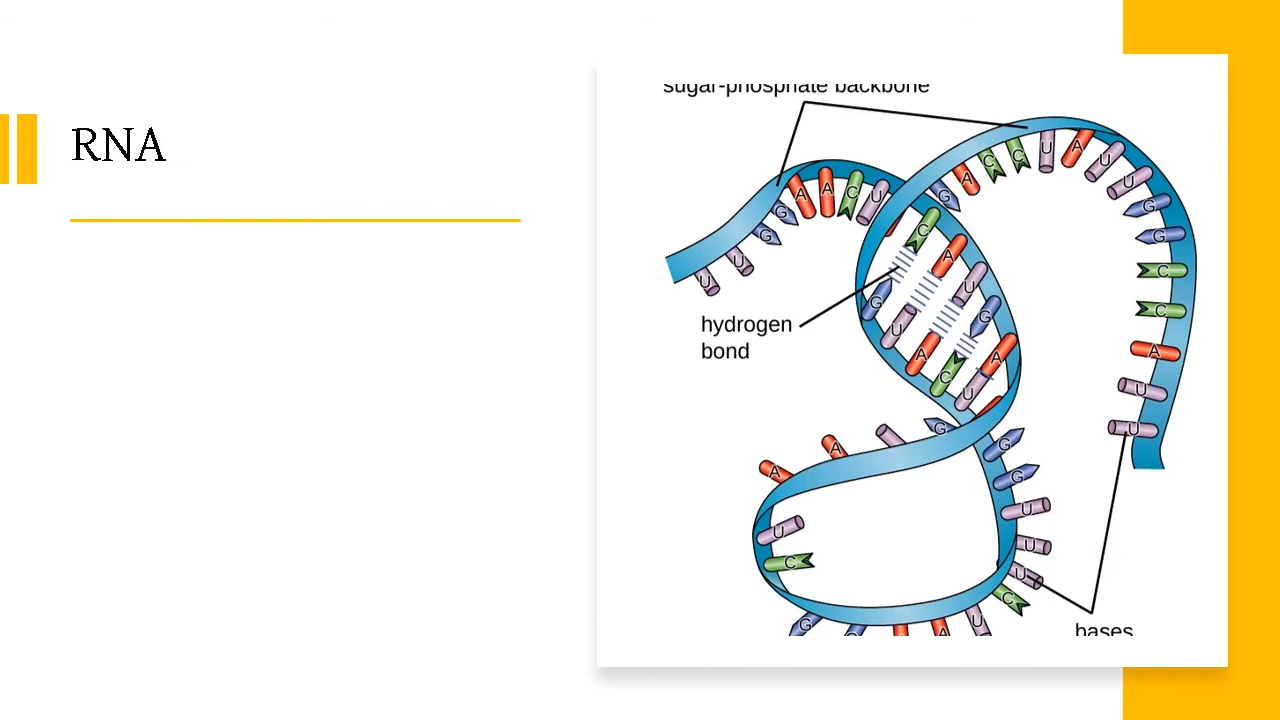 RNA
sugar-phosphate backbone
U U G G A A C U
G A C C U A U U G G C C A U U
C A U G A
G U A C U
hydrogen
bond
G
A A
G G U U U C
U C
G A U
bases